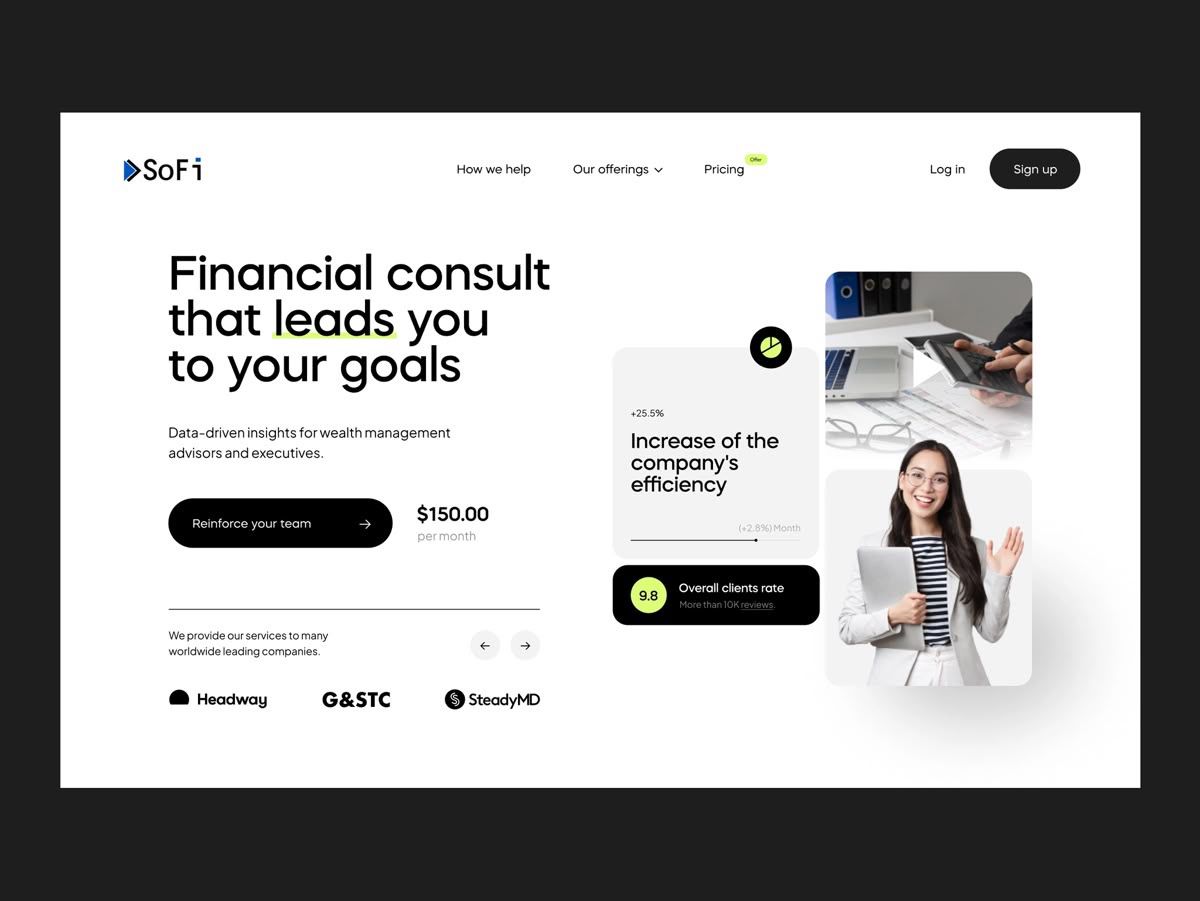 SoFi
How we help
Our offerings
Pricing
Offer
Log in
Sign up
Financial consult
that leads you
to your goals
Data-driven insights for wealth management
advisors and executives.
Reinforce your team
$150.00
per month
We provide our services to many
worldwide leading companies.
Headway
G&STC
SteadyMD
+25.5%
Increase of the
company's
efficiency
(+2.8%) Month
9.8
Overall clients rate
More than 10K reviews.